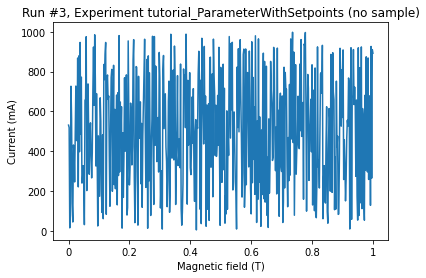 Run #3, Experiment tutorial_ParameterWithSetpoints (no sample)
1000
800
600
400
200
0
Current (mA)
0 0.2 0.4 0.6 0.8 1
Magnetic field (T)